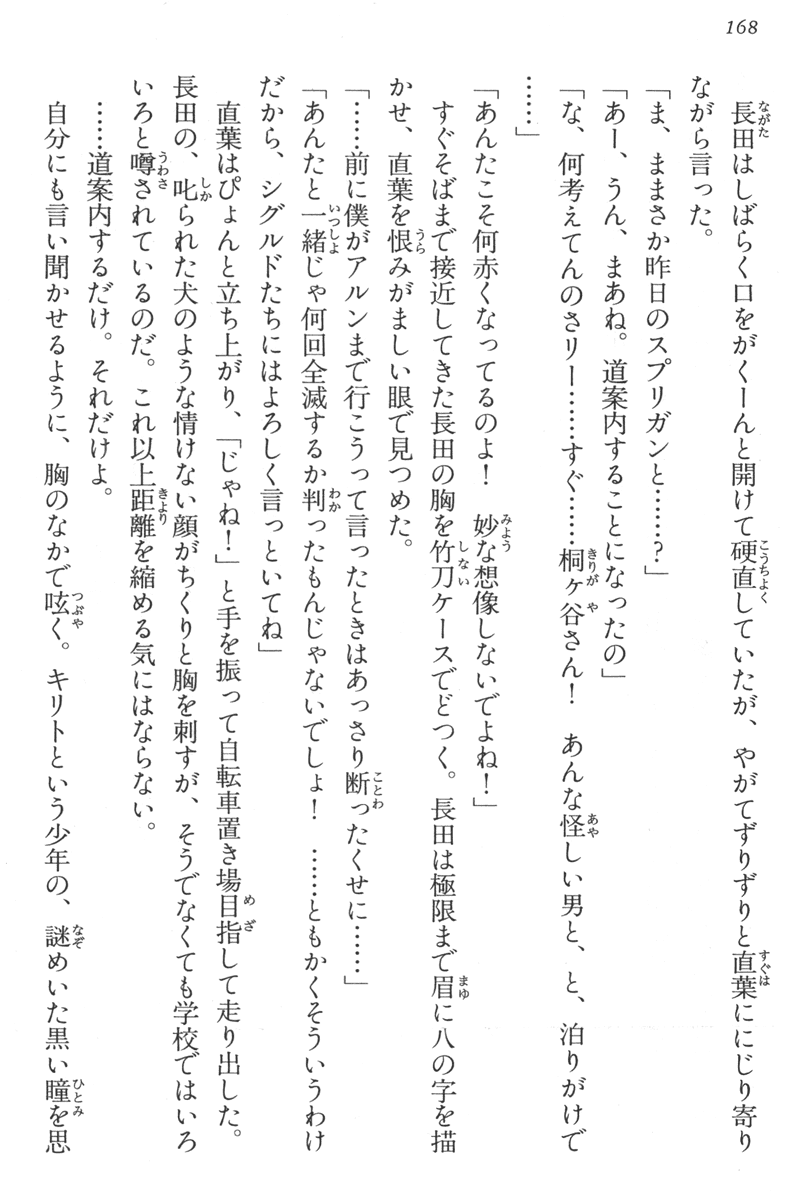 168
長田はしばらく口をがくーんと開けて硬直していたが、やがてずりずりと直葉ににじり寄り
ながら言った。
「ま、ままさか昨日のスプリガンと……？」
「あー、うん、まあね。道案内することになったの」
「な、何考えてんのさリー……すぐ……桐ヶ谷さん！　あんな怪しい男と、と、泊りがけで
……」
「あんたこそ何赤くなってるのよ！　妙な想像しないでよね！」
すぐそばまで接近してきた長田の胸を竹刀ケースでどつく。長田は極限まで眉に八の字を描
かせ、直葉を恨みがましい眼で見つめた。
「……前に僕がアルンまで行こうって言ったときはあっさり断ったくせに……」
「あんたと一緒じゃ何回全滅するか判ったもんじゃないでしょ！　……ともかくそういうわけ
だから、シグルドたちにはよろしく言っといてね」
直葉はぴょんと立ち上がり、「じゃね！」と手を振って自転車置き場目指して走り出した。
長田の、叱られた犬のような情けない顔がちくりと胸を刺すが、そうでなくても学校ではいろ
いろと噂されているのだ。これ以上距離を縮める気にはならない。
……道案内するだけ。それだけよ。
自分にも言い聞かせるように、胸のなかで呟く。キリトという少年の、謎めいた黒い瞳を思